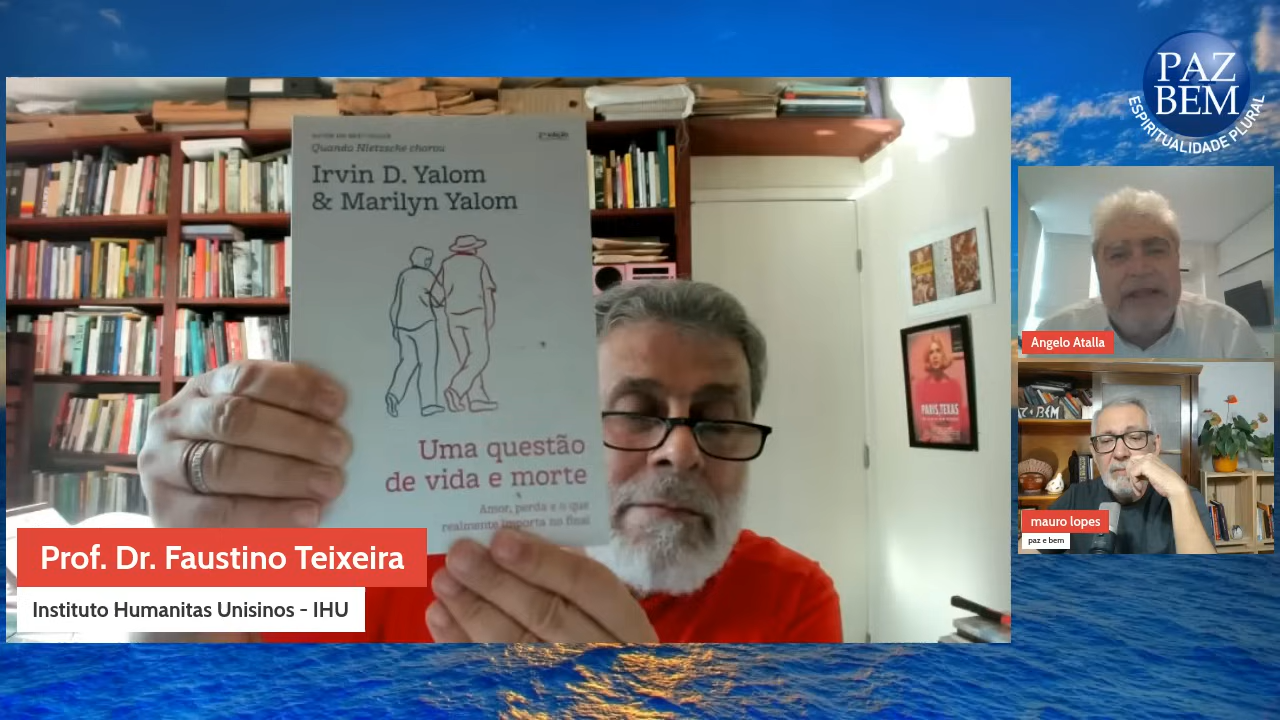 PAZ
BEM
ESPIRITUALIDADE PLURAL
Quando Nietzsche chorou
Irvin D. Yalom
& Marilyn Yalom
Uma questão
de vida e morte
Amor, perda e o que
realmente importa no final
PARIS, TEXAS
Prof. Dr. Faustino Teixeira
Instituto Humanitas Unisinos - IHU
Angelo Atalla
mauro lopes
paz e bem